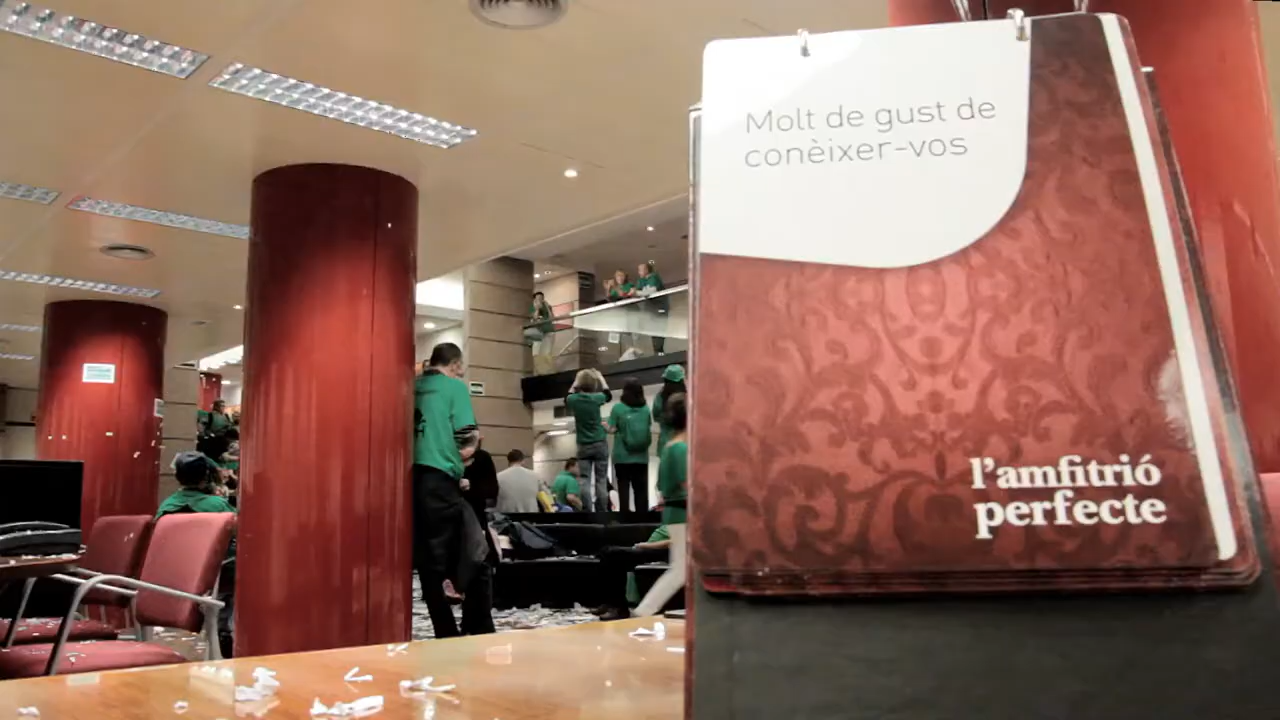 Molt de gust de
conèixer-vos
l'amfitrió
perfecte